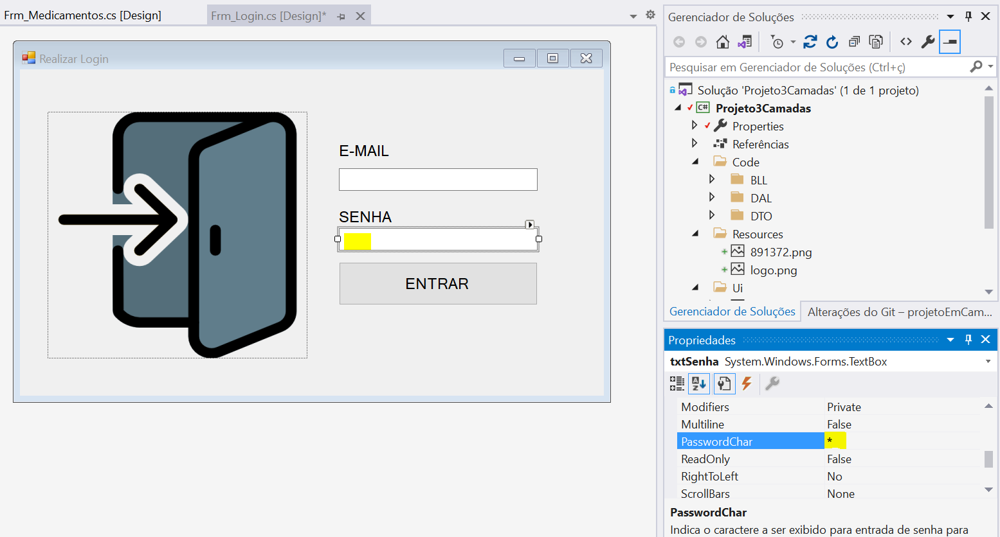 Frm_Medicamentos.cs [Design]
Frm_Login.cs [Design]*
Realizar Login
E-MAIL
SENHA
ENTRAR
Gerenciador de Soluções
Pesquisar em Gerenciador de Soluções (Ctrl+ç)
Solução 'Projeto3Camadas' (1 de 1 projeto)
C# Projeto3Camadas
Properties
Referências
Code
BLL
DAL
DTO
Resources
891372.png
logo.png
Ui
Gerenciador de Soluções
Alterações do Git – projetoEmCam...
Propriedades
txtSenha System.Windows.Forms.TextBox
Modifiers Private
Multiline False
PasswordChar *
ReadOnly False
RightToLeft No
ScrollBars None
PasswordChar
Indica o caractere a ser exibido para entrada de senha para